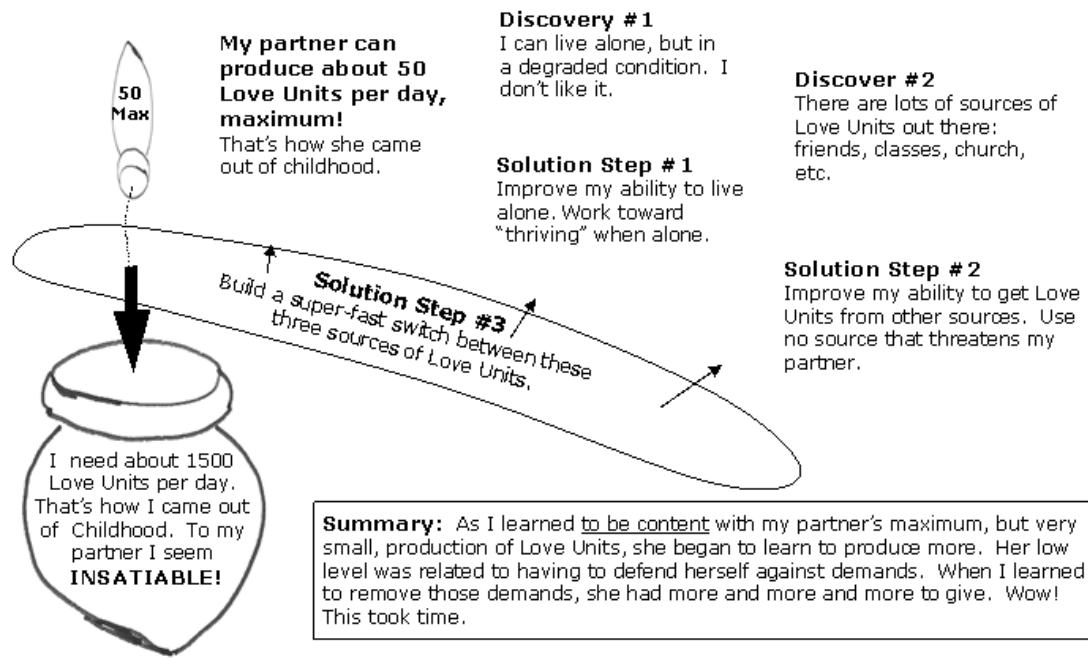 50
Max
My partner can
produce about 50
Love Units per day,
maximum!
That's how she came
out of childhood.
Discovery #1
I can live alone, but in
a degraded condition.  I
don't like it.
Discover #2
There are lots of sources of
Love Units out there:
friends, classes, church,
etc.
Solution Step #1
Improve my ability to live
alone. Work toward
"thriving" when alone.
Solution Step #2
Improve my ability to get Love
Units from other sources.  Use
no source that threatens my
partner.
Solution Step #3
Build a super-fast switch between these
three sources of Love Units.
I  need about 1500
Love Units per day.
That's how I came out
of  Childhood.  To my
partner I seem
INSATIABLE!
Summary:  As I learned to be content with my partner's maximum, but very
small, production of Love Units, she began to learn to produce more.  Her low
level was related to having to defend herself against demands.  When I learned
to remove those demands, she had more and more and more to give.  Wow!
This took time.